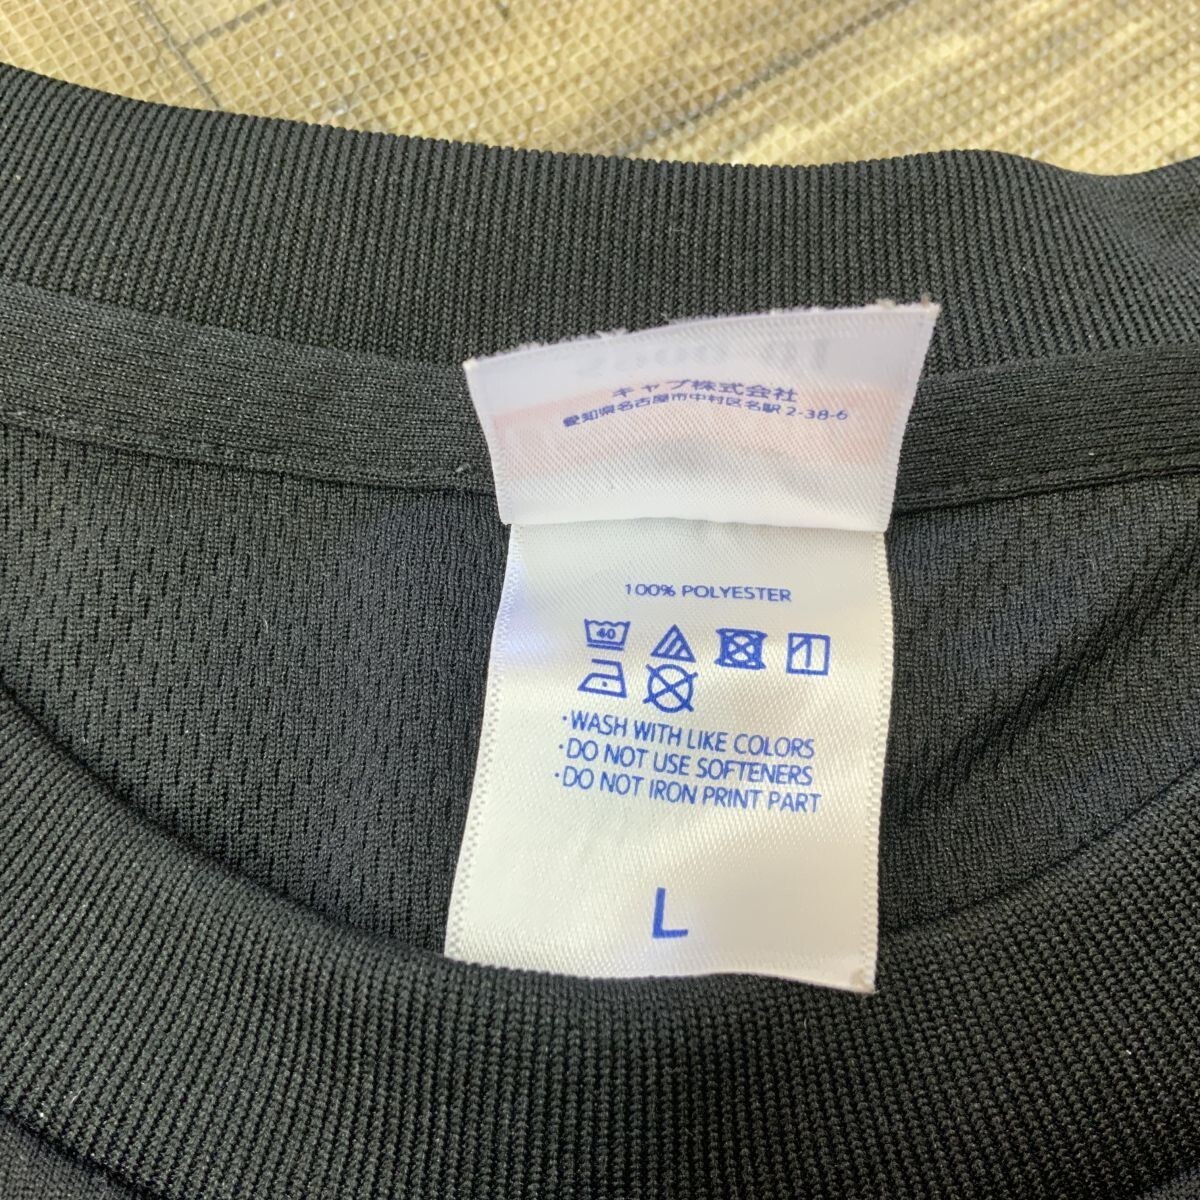 キャブ株式会社
愛知県名古屋市中村区名駅2-38-6
100% POLYESTER
40
・WASH WITH LIKE COLORS
・DO NOT USE SOFTENERS
・DO NOT IRON PRINT PART
L